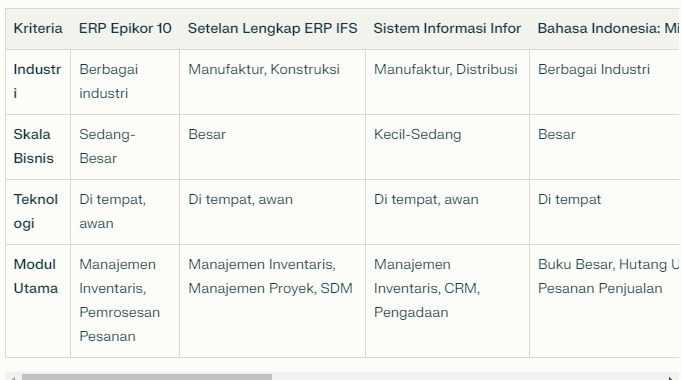 Kriteria ERP Epikor 10 Setelan Lengkap ERP IFS Sistem Informasi Infor Bahasa Indonesia: Mi
Industr
i
Berbagai
industri
Manufaktur, Konstruksi
Manufaktur, Distribusi
Berbagai Industri
Skala
Bisnis
Sedang-
Besar
Besar
Kecil-Sedang
Besar
Teknol
ogi
Di tempat,
awan
Di tempat, awan
Di tempat, awan
Di tempat
Modul
Utama
Manajemen
Inventaris,
Pemrosesan
Pesanan
Manajemen Inventaris,
Manajemen Proyek, SDM
Manajemen
Inventaris, CRM,
Pengadaan
Buku Besar, Hutang U
Pesanan Penjualan